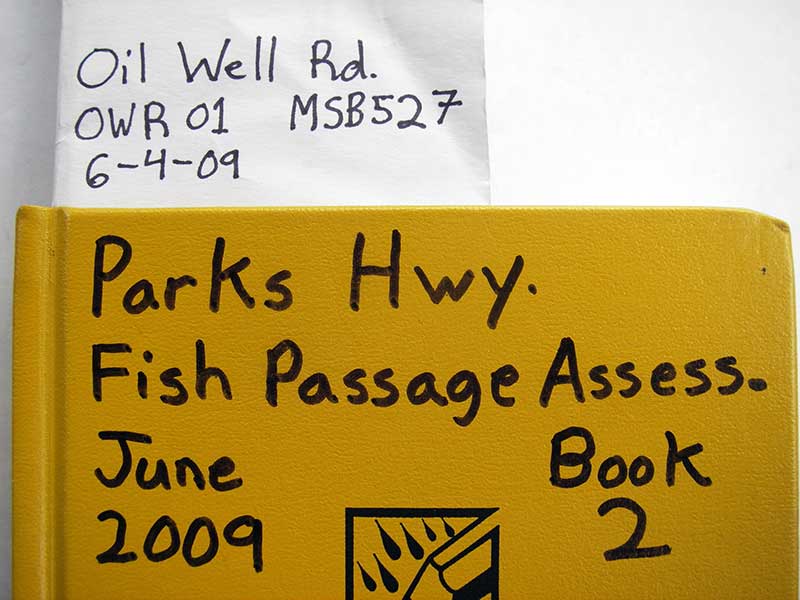 Oil Well Rd.
OWR 01 MSB527
6-4-09
Parks Hwy.
Fish Passage Assess.
June Book
2009 2